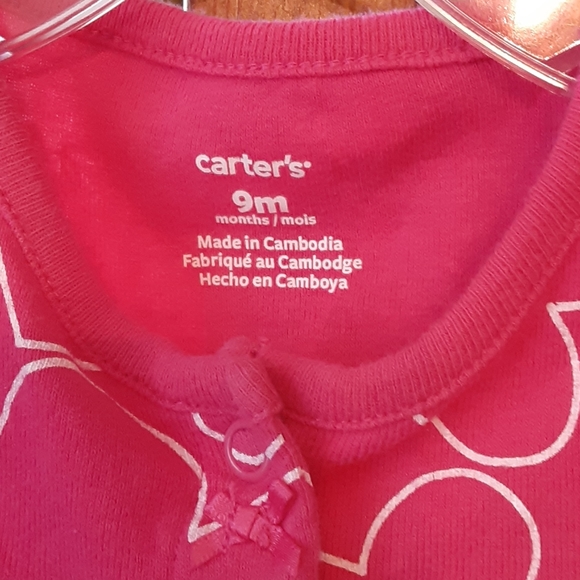 carter's
9m
months / mois
Made in Cambodia
Fabriqué au Cambodge
Hecho en Camboya